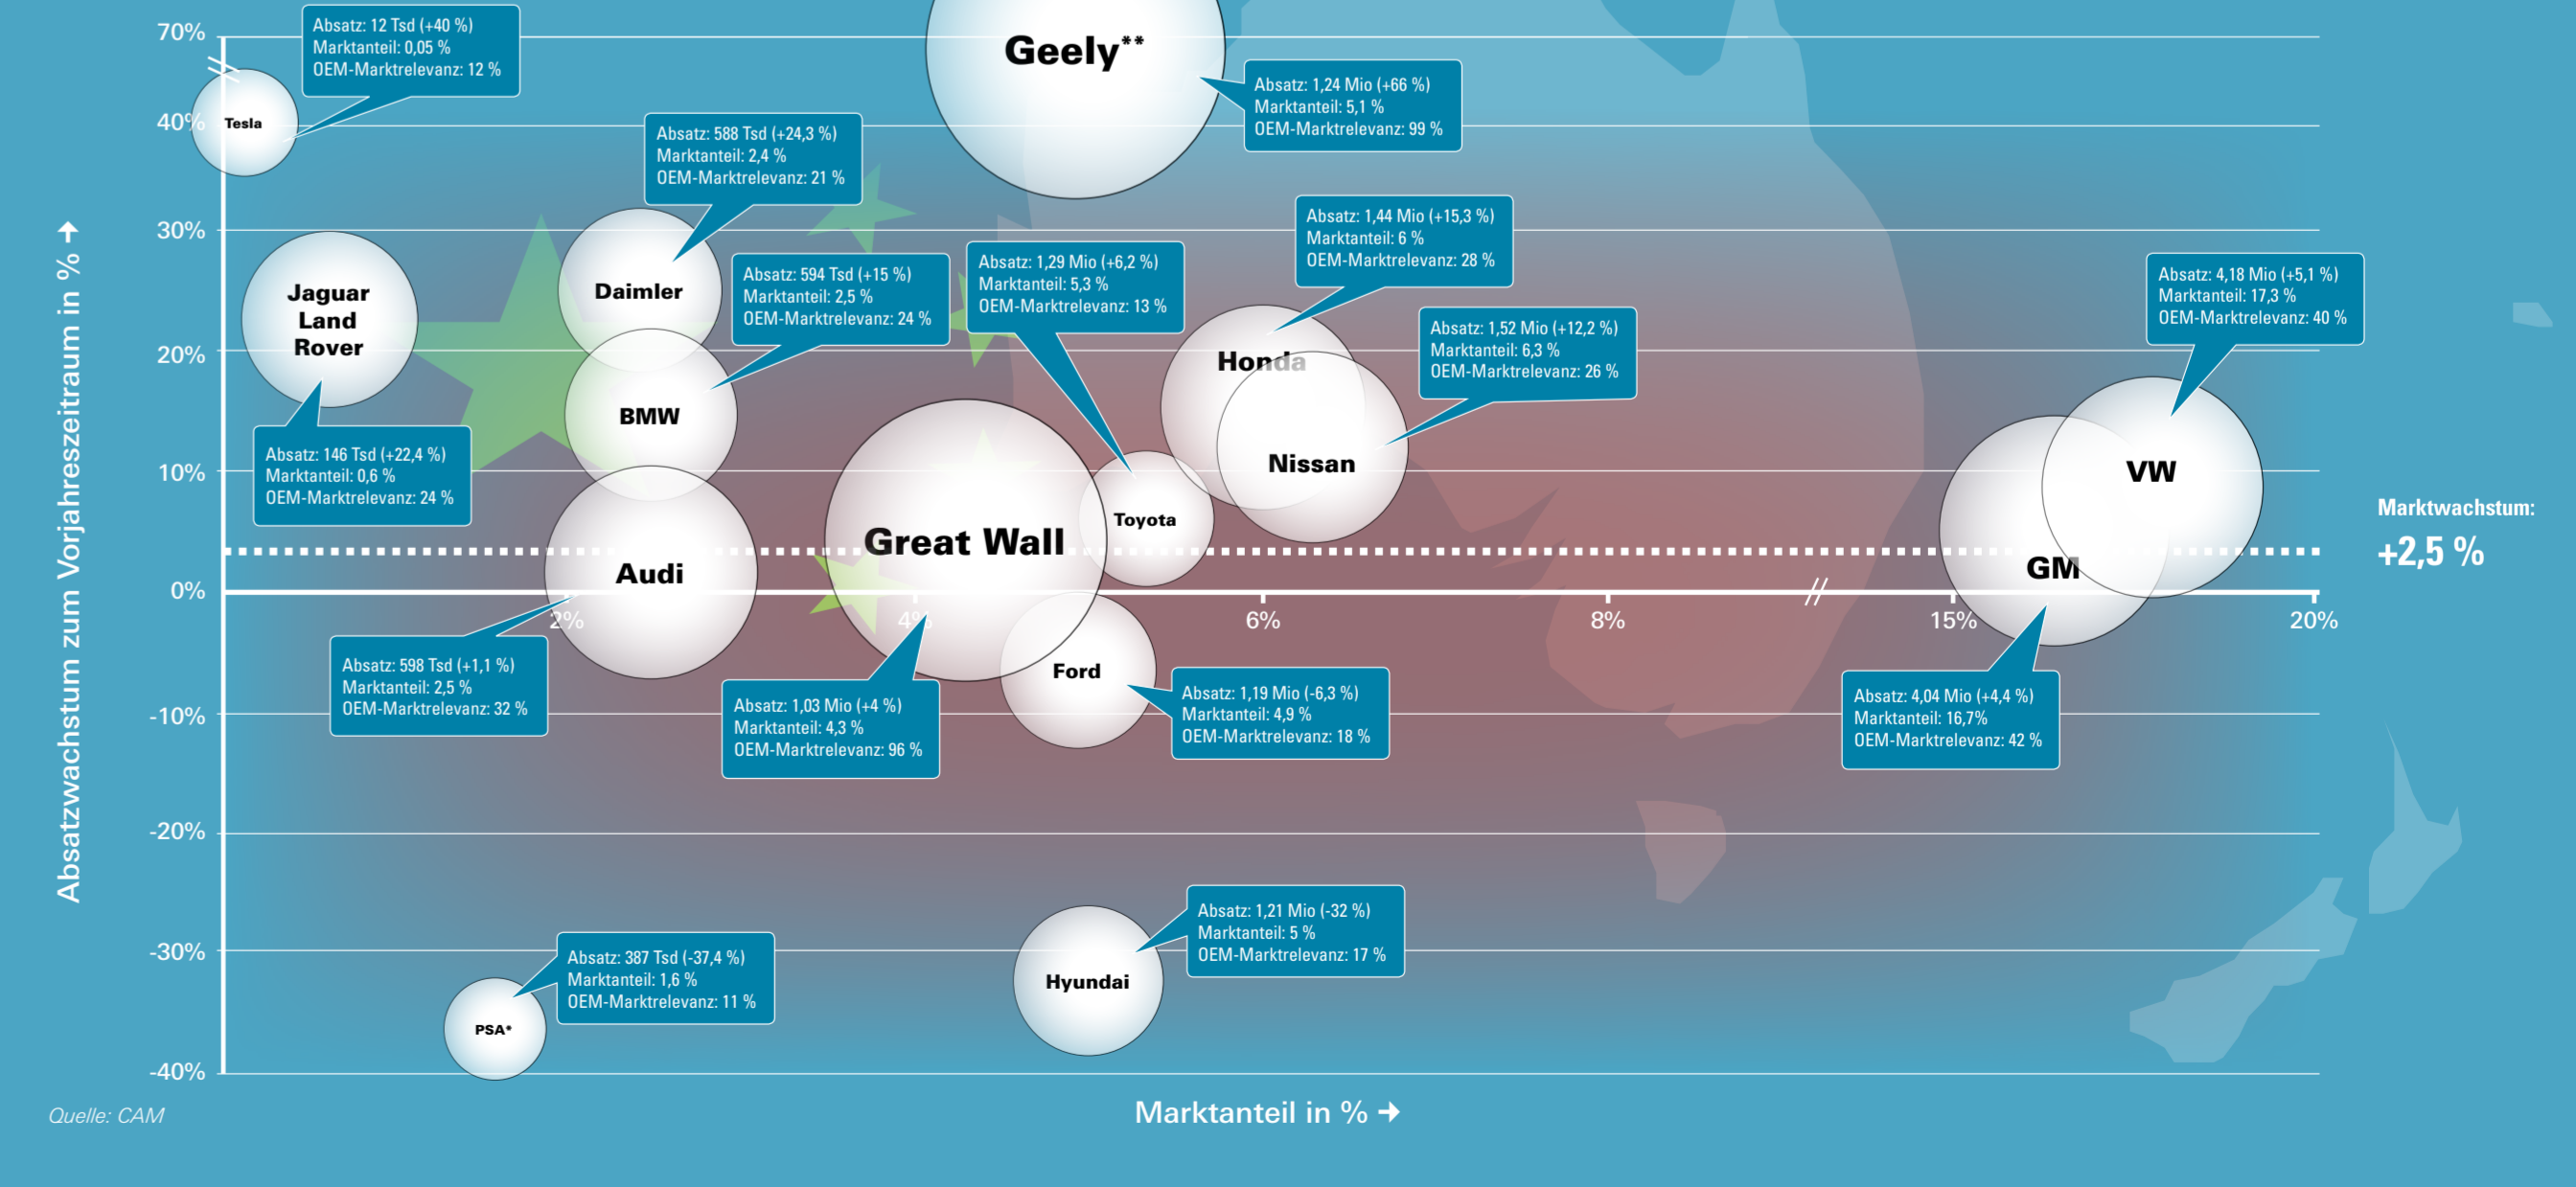 70%
Absatz: 12 Tsd (+40 %)
Marktanteil: 0,05 %
OEM-Marktrelevanz: 12 %
Geely**
Absatz: 1,24 Mio (+66 %)
Marktanteil: 5,1 %
OEM-Marktrelevanz: 99 %
40%
Tesla
Absatz: 588 Tsd (+24,3 %)
Marktanteil: 2,4 %
OEM-Marktrelevanz: 21 %
30%
Absatz: 1,44 Mio (+15,3 %)
Marktanteil: 6 %
OEM-Marktrelevanz: 28 %
Jaguar
Land
Rover
Daimler
Absatz: 594 Tsd (+15 %)
Marktanteil: 2,5 %
OEM-Marktrelevanz: 24 %
Absatz: 1,29 Mio (+6,2 %)
Marktanteil: 5,3 %
OEM-Marktrelevanz: 13 %
Absatz: 4,18 Mio (+5,1 %)
Marktanteil: 17,3 %
OEM-Marktrelevanz: 40 %
Absatz: 1,52 Mio (+12,2 %)
Marktanteil: 6,3 %
OEM-Marktrelevanz: 26 %
20%
Honda
BMW
Absatz: 146 Tsd (+22,4 %)
Marktanteil: 0,6 %
OEM-Marktrelevanz: 24 %
10%
Nissan
VW
Toyota
Great Wall
Audi
GM
Marktwachstum:
+2,5 %
0%
2%
4%
6%
8%
15%
20%
Absatz: 598 Tsd (+1,1 %)
Marktanteil: 2,5 %
OEM-Marktrelevanz: 32 %
Absatz: 1,03 Mio (+4 %)
Marktanteil: 4,3 %
OEM-Marktrelevanz: 96 %
Ford
Absatz: 1,19 Mio (-6,3 %)
Marktanteil: 4,9 %
OEM-Marktrelevanz: 18 %
Absatz: 4,04 Mio (+4,4 %)
Marktanteil: 16,7%
OEM-Marktrelevanz: 42 %
-10%
-20%
Absatz: 1,21 Mio (-32 %)
Marktanteil: 5 %
OEM-Marktrelevanz: 17 %
-30%
Hyundai
Absatz: 387 Tsd (-37,4 %)
Marktanteil: 1,6 %
OEM-Marktrelevanz: 11 %
PSA*
-40%
Absatzwachstum zum Vorjahreszeitraum in % ➔
Marktanteil in % ➔
Quelle: CAM